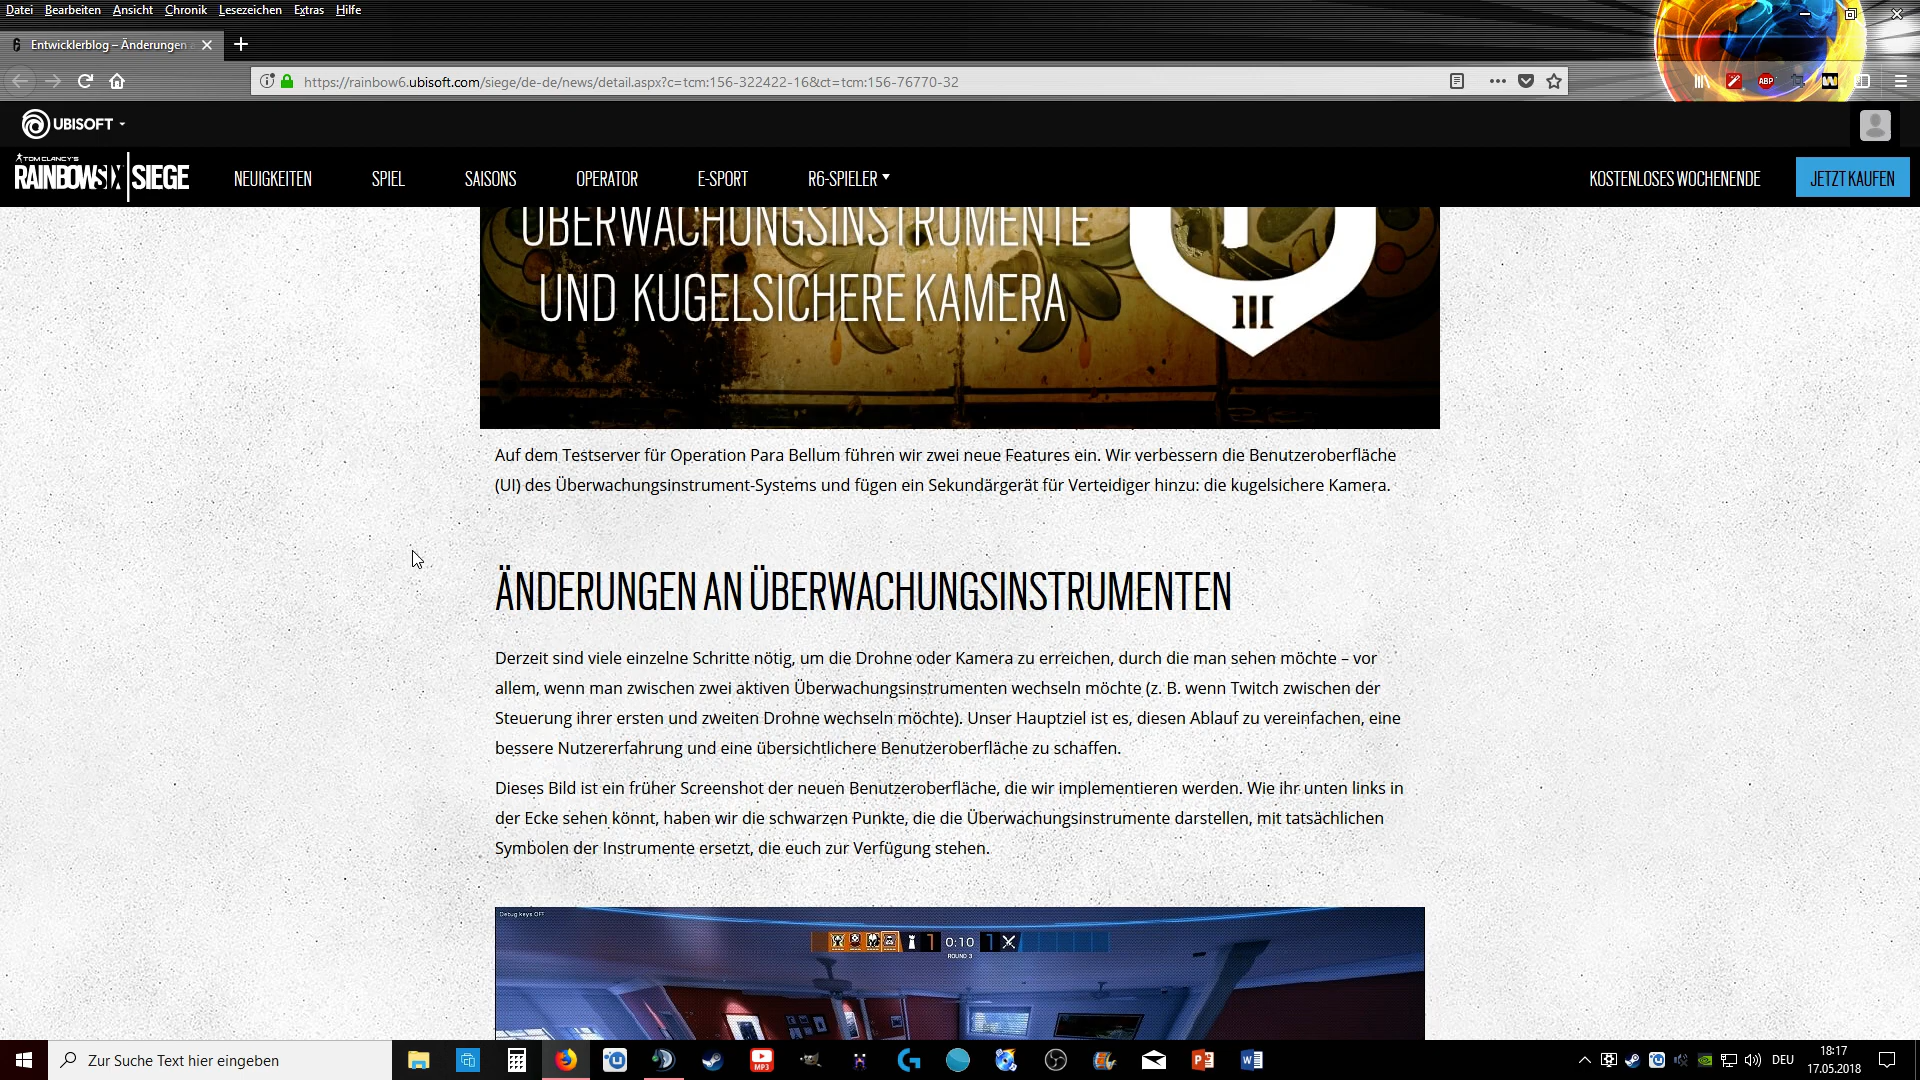 Datei Bearbeiten Ansicht Chronik Lesezeichen Extras Hilfe
Entwicklerblog – Änderungen
https://rainbow6.ubisoft.com/siege/de-de/news/detail.aspx?c=tcm:156-322422-16&ct=tcm:156-76770-32
ABP
UBISOFT
TOM CLANCY'S
RAINBOW SIX | SIEGE
NEUIGKEITEN SPIEL SAISONS OPERATOR E-SPORT R6-SPIELER KOSTENLOSES WOCHENENDE JETZT KAUFEN
ÜBERWACHUNGSINSTRUMENTE
UND KUGELSICHERE KAMERA
III
Auf dem Testserver für Operation Para Bellum führen wir zwei neue Features ein. Wir verbessern die Benutzeroberfläche
(UI) des Überwachungsinstrument-Systems und fügen ein Sekundärgerät für Verteidiger hinzu: die kugelsichere Kamera.
ÄNDERUNGEN AN ÜBERWACHUNGSINSTRUMENTEN
Derzeit sind viele einzelne Schritte nötig, um die Drohne oder Kamera zu erreichen, durch die man sehen möchte – vor
allem, wenn man zwischen zwei aktiven Überwachungsinstrumenten wechseln möchte (z. B. wenn Twitch zwischen der
Steuerung ihrer ersten und zweiten Drohne wechseln möchte). Unser Hauptziel ist es, diesen Ablauf zu vereinfachen, eine
bessere Nutzererfahrung und eine übersichtlichere Benutzeroberfläche zu schaffen.
Dieses Bild ist ein früher Screenshot der neuen Benutzeroberfläche, die wir implementieren werden. Wie ihr unten links in
der Ecke sehen könnt, haben wir die schwarzen Punkte, die die Überwachungsinstrumente darstellen, mit tatsächlichen
Symbolen der Instrumente ersetzt, die euch zur Verfügung stehen.
Debug keys OFF
1 0:10 1
ROUND 3
Zur Suche Text hier eingeben
MP3
DEU
18:17
17.05.2018